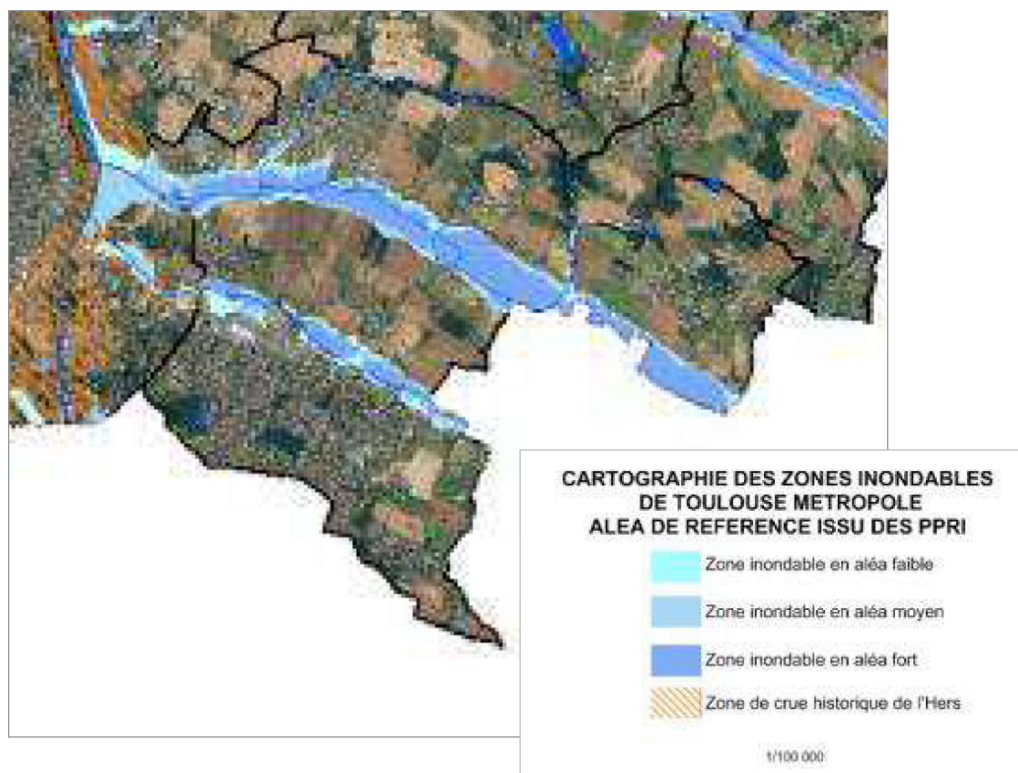 CARTOGRAPHIE DES ZONES INONDABLES
DE TOULOUSE METROPOLE
ALEA DE REFERENCE ISSU DES PPRI
Zone inondable en aléa faible
Zone inondable en aléa moyen
Zone inondable en aléa fort
Zone de crue historique de l'Hers
1/100 000